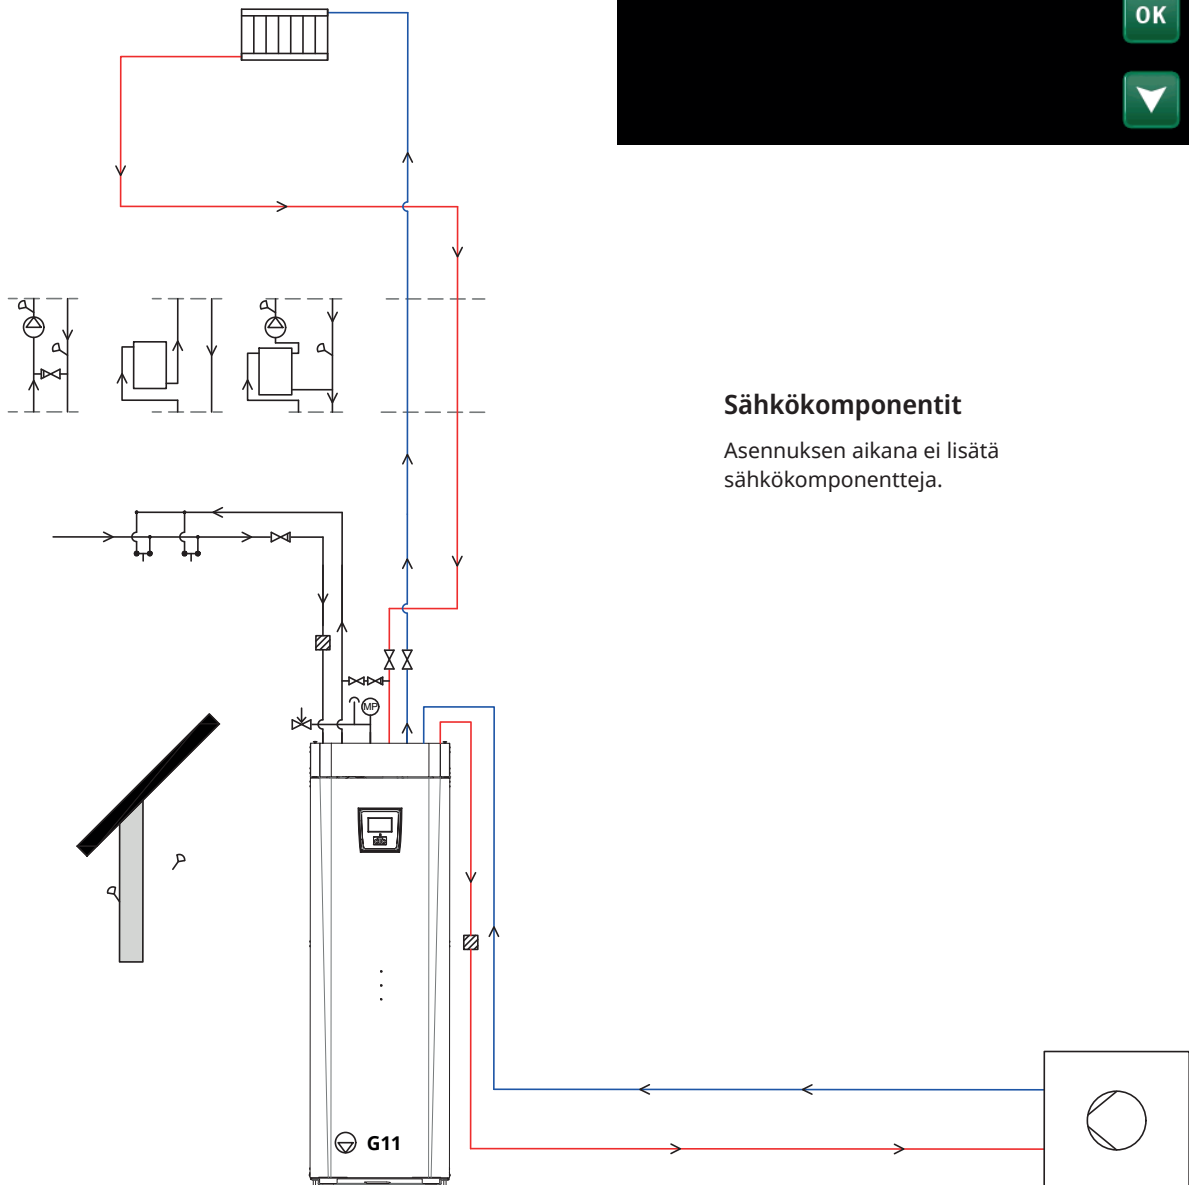 OK
Sähkökomponentit
Asennuksen aikana ei lisätä
sähkökomponentteja.
MP
G11